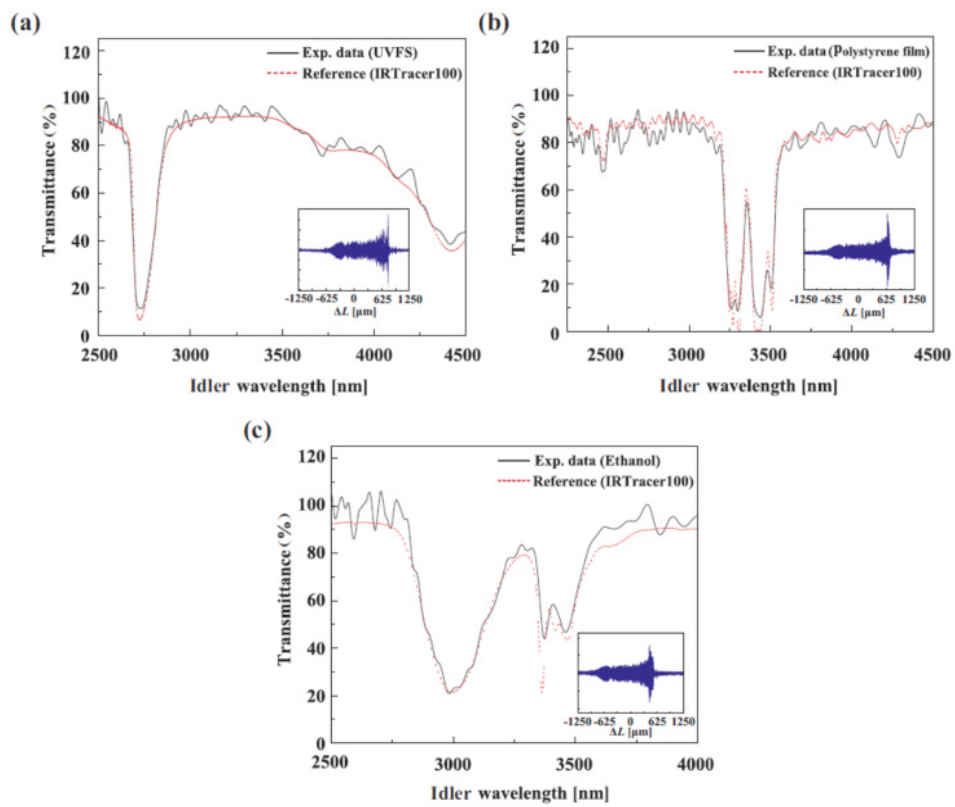 (a)
120
100
80
60
40
20
0
Transmittance (%)
Exp. data (UVFS)
Reference (IRTracer100)
-1250 -625 0 625 1250
ΔL [μm]
2500 3000 3500 4000 4500
Idler wavelength [nm]
(b)
120
100
80
60
40
20
0
Transmittance (%)
Exp. data (Polystyrene film)
Reference (IRTracer100)
-1250 -625 0 625 1250
ΔL [μm]
2500 3000 3500 4000 4500
Idler wavelength [nm]
(c)
120
100
80
60
40
20
0
Transmittance (%)
Exp. data (Ethanol)
Reference (IRTracer100)
-1250 -625 0 625 1250
ΔL [μm]
2500 3000 3500 4000
Idler wavelength [nm]